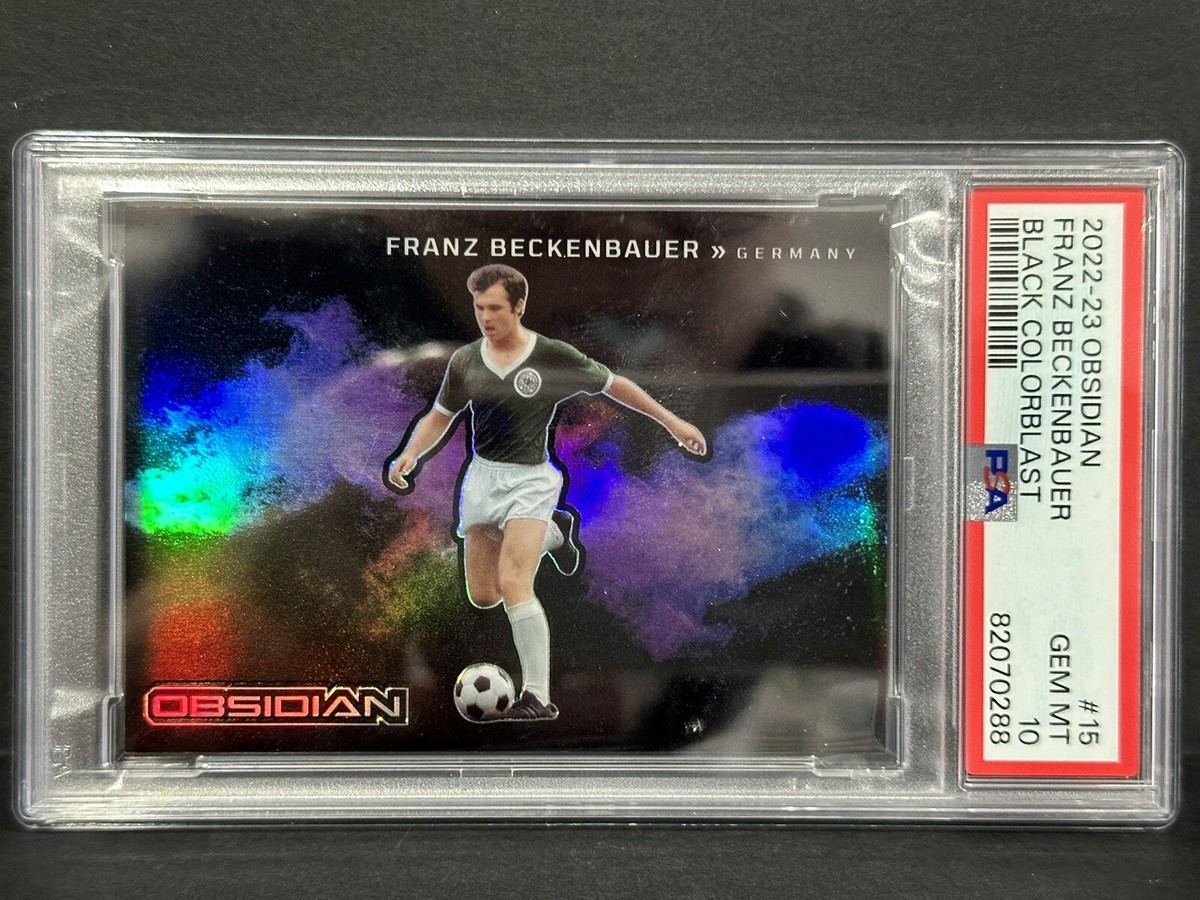 FRANZ BECKENBAUER » GERMANY
OBSIDIAN
2022-23 OBSIDIAN #15
FRANZ BECKENBAUER GEM MT
BLACK COLORBLAST 10
82070288
PSA